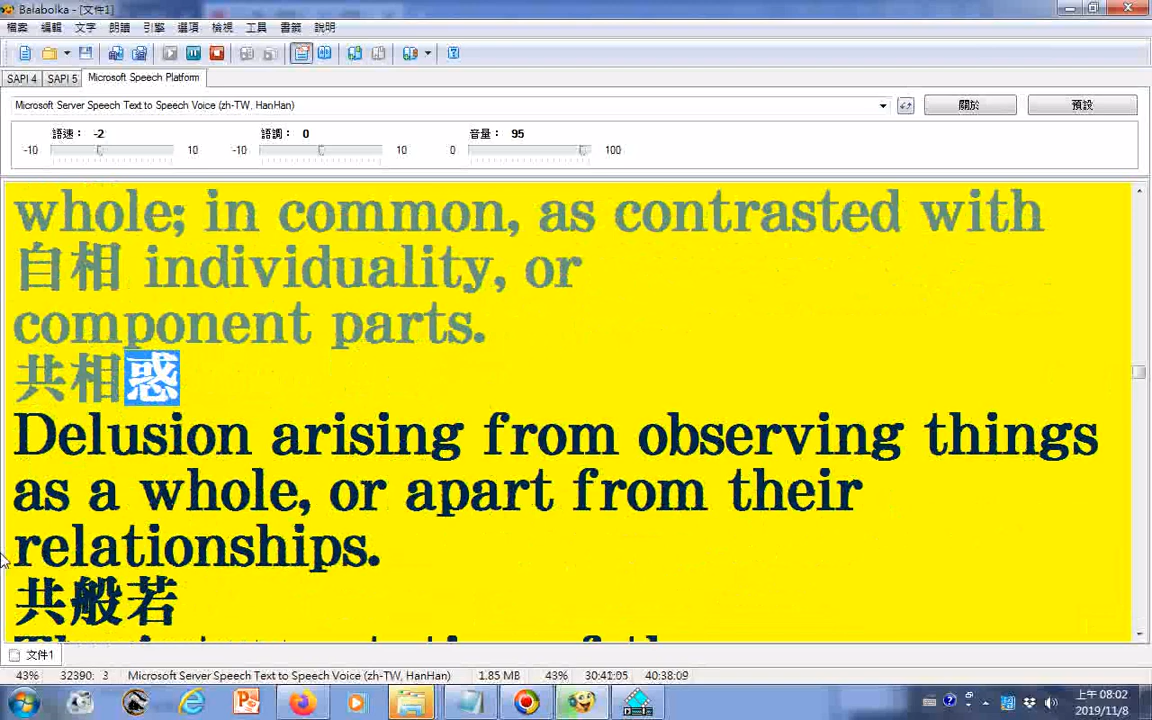 Balabolka - [文件1]
檔案 編輯 文字 朗讀 引擎 選項 檢視 工具 書籤 說明
SAPI 4 SAPI 5 Microsoft Speech Platform
Microsoft Server Speech Text to Speech Voice (zh-TW, HanHan) 關於 預設
語速： -2 語調： 0 音量： 95
-10 10 -10 10 0 100
whole; in common, as contrasted with
自相 individuality, or
component parts.
共相惑
Delusion arising from observing things
as a whole, or apart from their
relationships.
共般若
文件1
43% 32390: 3 Microsoft Server Speech Text to Speech Voice (zh-TW, HanHan) 1.85 MB 43% 30:41:05 40:38:09
上午 08:02
2019/11/8